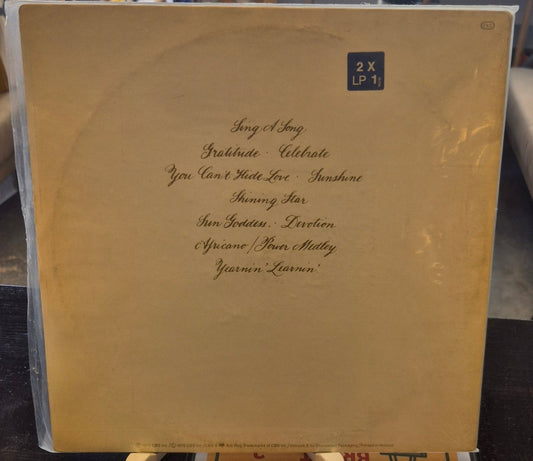 2 X
LP 1
Sing A Song
Gratitude · Celebrate
You Can't Hide Love · Sunshine
Shining Star
Sun Goddess · Devotion
Africano / Power Medley
Yearnin' Learnin'